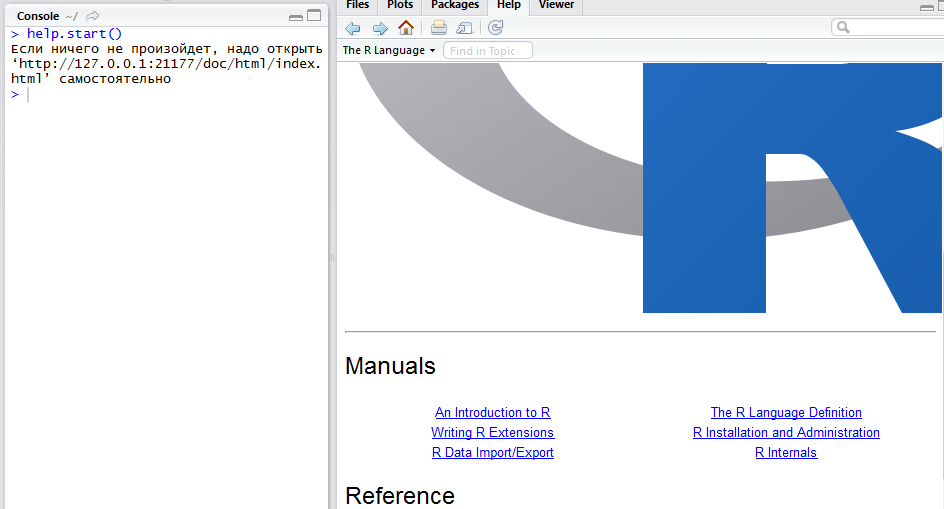 Console ~/
> help.start()
Если ничего не произойдет, надо открыть
‘http://127.0.0.1:21177/doc/html/index.
html’ самостоятельно
>
Files Plots Packages Help Viewer
The R Language Find in Topic
R
Manuals
An Introduction to R The R Language Definition
Writing R Extensions R Installation and Administration
R Data Import/Export R Internals
Reference